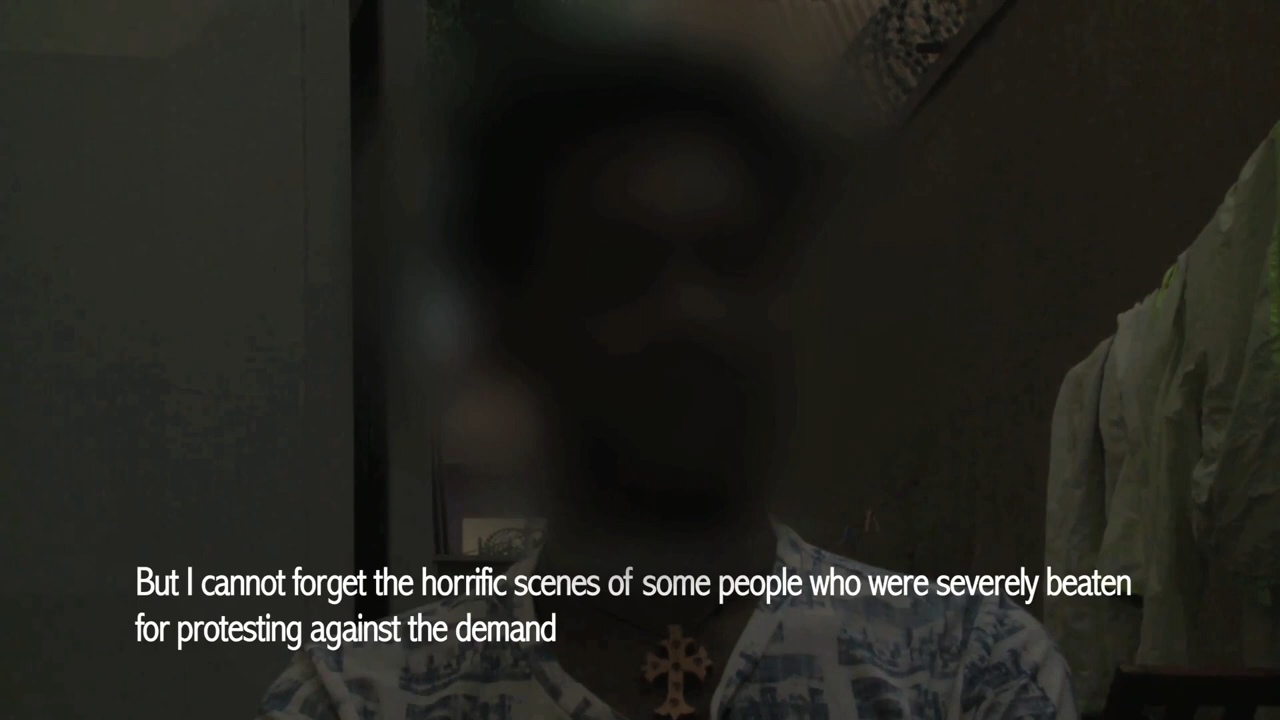 But I cannot forget the horrific scenes of some people who were severely beaten
for protesting against the demand